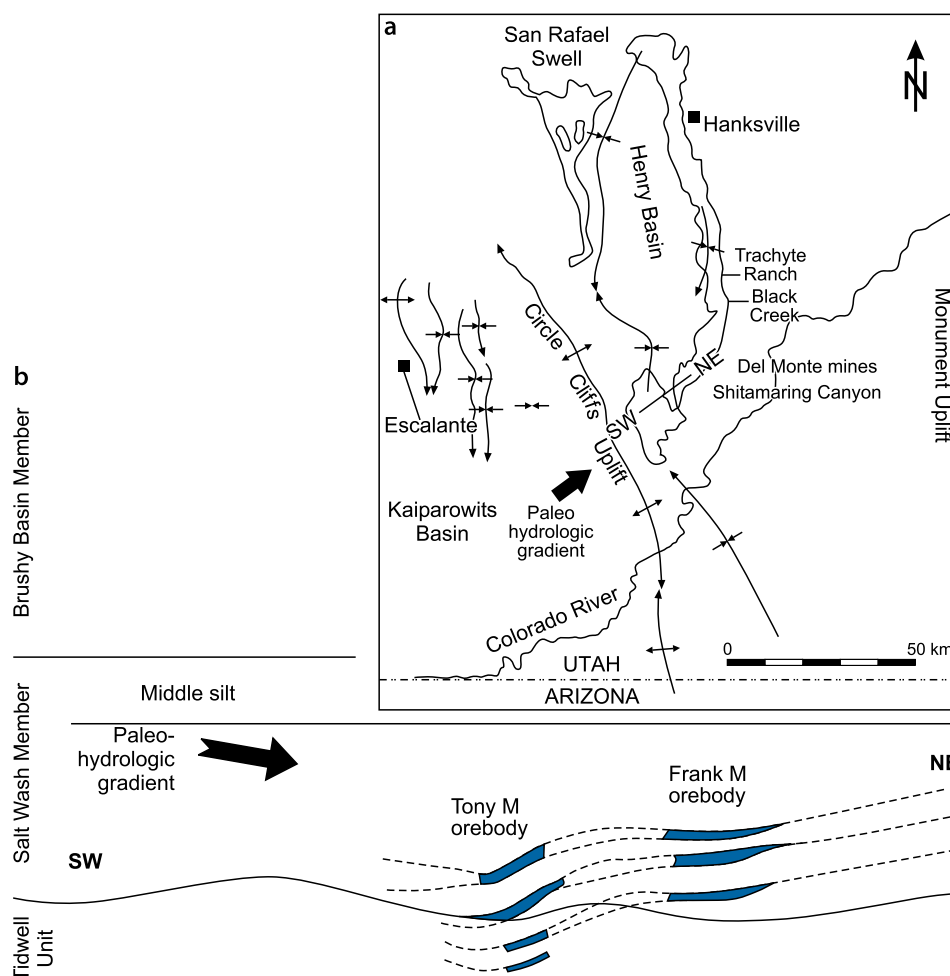 a
San Rafael
Swell
N
Hanksville
Henry Basin
Trachyte
Ranch
Black
Creek
Monument Uplift
Circle Cliffs Uplift
NE
Del Monte mines
Shitamaring Canyon
SW
Escalante
Kaiparowits
Basin
Paleo
hydrologic
gradient
Colorado River
0 50 km
UTAH
ARIZONA
b
Brushy Basin Member
Middle silt
Salt Wash Member
Paleo-
hydrologic
gradient
Tony M
orebody
Frank M
orebody
NE
SW
Tidwell
Unit